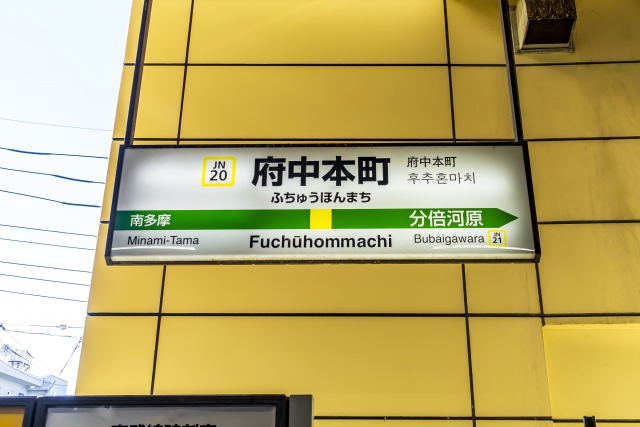 JN
20
府中本町
府中本町
후추혼마치
ふちゅうほんまち
南多摩
分倍河原
Minami-Tama
Fuchūhommachi
Bubaigawara
JN
21